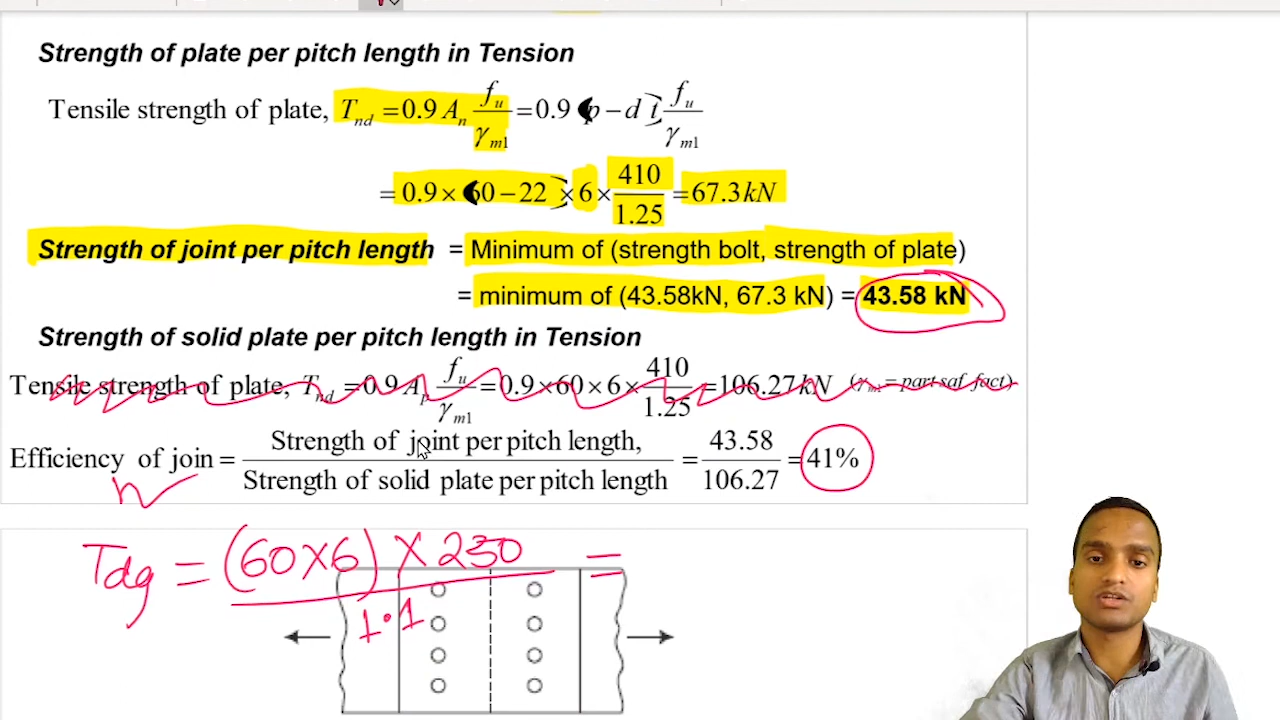 Strength of plate per pitch length in Tension
Tensile strength of plate, T_nd = 0.9 A_n f_u/γ_m1 = 0.9 (p − d) t f_u/γ_m1
= 0.9 × (60 − 22) × 6 × 410/1.25 = 67.3 kN
Strength of joint per pitch length = Minimum of (strength bolt, strength of plate)
= minimum of (43.58kN, 67.3 kN) = 43.58 kN
Strength of solid plate per pitch length in Tension
Tensile strength of plate, T_nd = 0.9 A_p f_u/γ_m1 = 0.9×60×6× 410/1.25 = 106.27 kN (γ_m1 = part saf fact)
Efficiency of join = Strength of joint per pitch length, / Strength of solid plate per pitch length = 43.58/106.27 = 41%
η
Tdg = (60×6) × 250 / 1.1 =